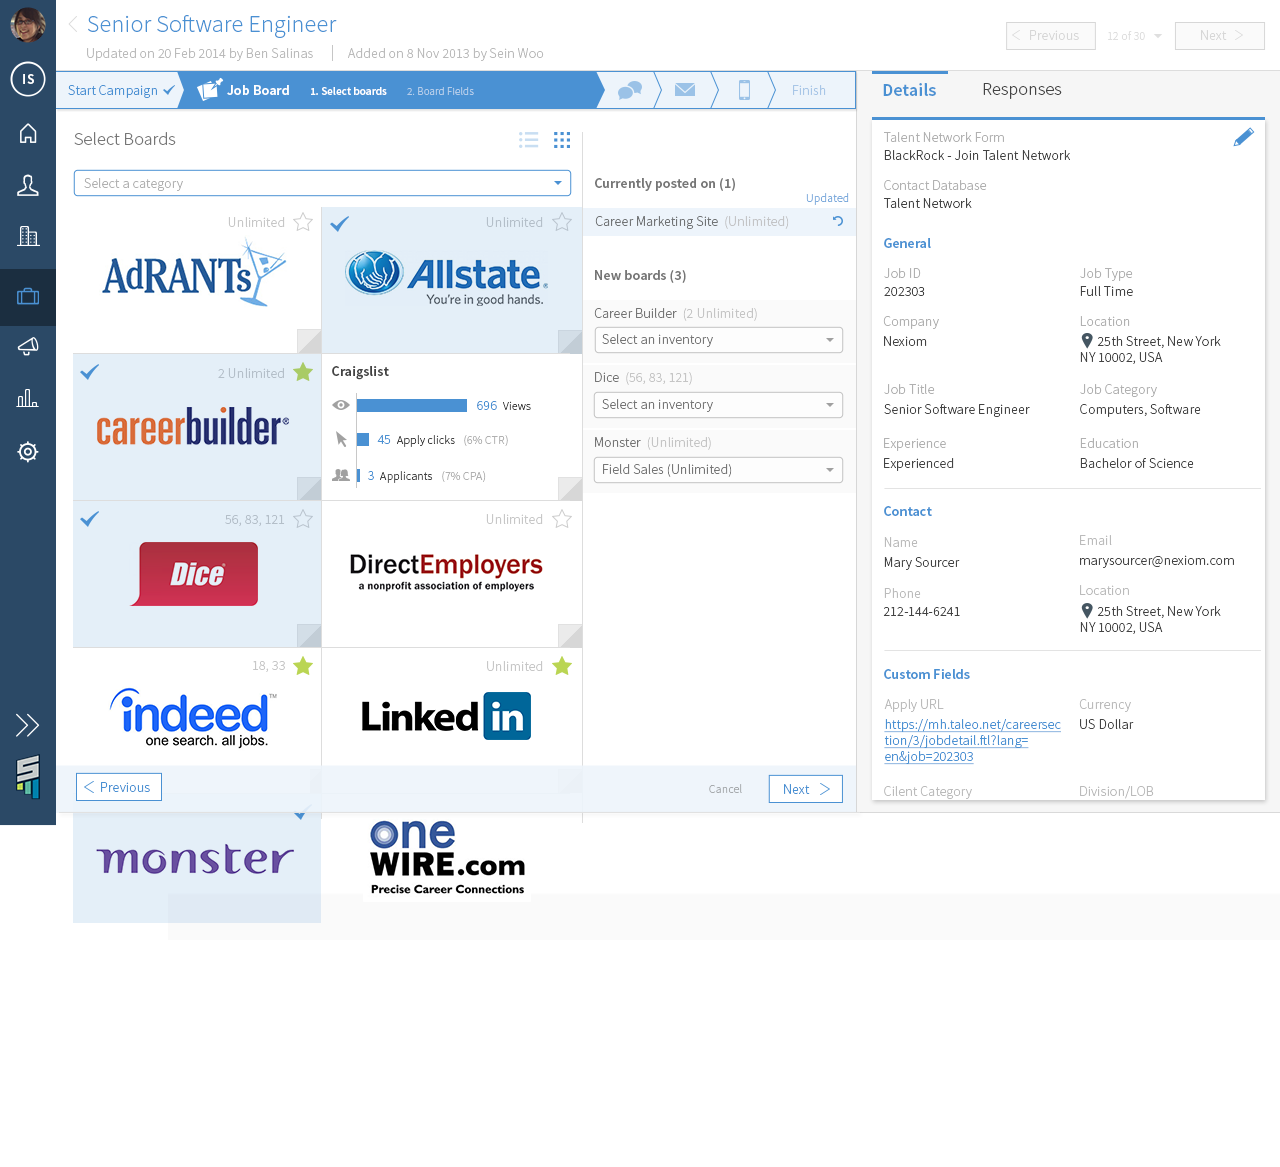 Senior Software Engineer
Updated on 20 Feb 2014 by Ben Salinas
Added on 8 Nov 2013 by Sein Woo
Previous
12 of 30
Next
IS
Start Campaign
Job Board
1. Select boards
2. Board Fields
Finish
Select Boards
Select a category
Unlimited
ADRANTs
Unlimited
Allstate®
You're in good hands.
2 Unlimited
careerbuilder®
Craigslist
696 Views
45 Apply clicks (6% CTR)
3 Applicants (7% CPA)
56, 83, 121
Dice
Unlimited
DirectEmployers
a nonprofit association of employers
18, 33
indeed™
one search. all jobs.
Unlimited
Linked in
Previous
Cancel
Next
monster
one
WIRE.com
Precise Career Connections
Currently posted on (1)
Updated
Career Marketing Site (Unlimited)
New boards (3)
Career Builder (2 Unlimited)
Select an inventory
Dice (56, 83, 121)
Select an inventory
Monster (Unlimited)
Field Sales (Unlimited)
Details
Responses
Talent Network Form
BlackRock - Join Talent Network
Contact Database
Talent Network
General
Job ID
202303
Job Type
Full Time
Company
Nexiom
Location
25th Street, New York
NY 10002, USA
Job Title
Senior Software Engineer
Job Category
Computers, Software
Experience
Experienced
Education
Bachelor of Science
Contact
Name
Mary Sourcer
Email
marysourcer@nexiom.com
Phone
212-144-6241
Location
25th Street, New York
NY 10002, USA
Custom Fields
Apply URL
https://mh.taleo.net/careersec
tion/3/jobdetail.ftl?lang=
en&job=202303
Currency
US Dollar
Cilent Category
Division/LOB